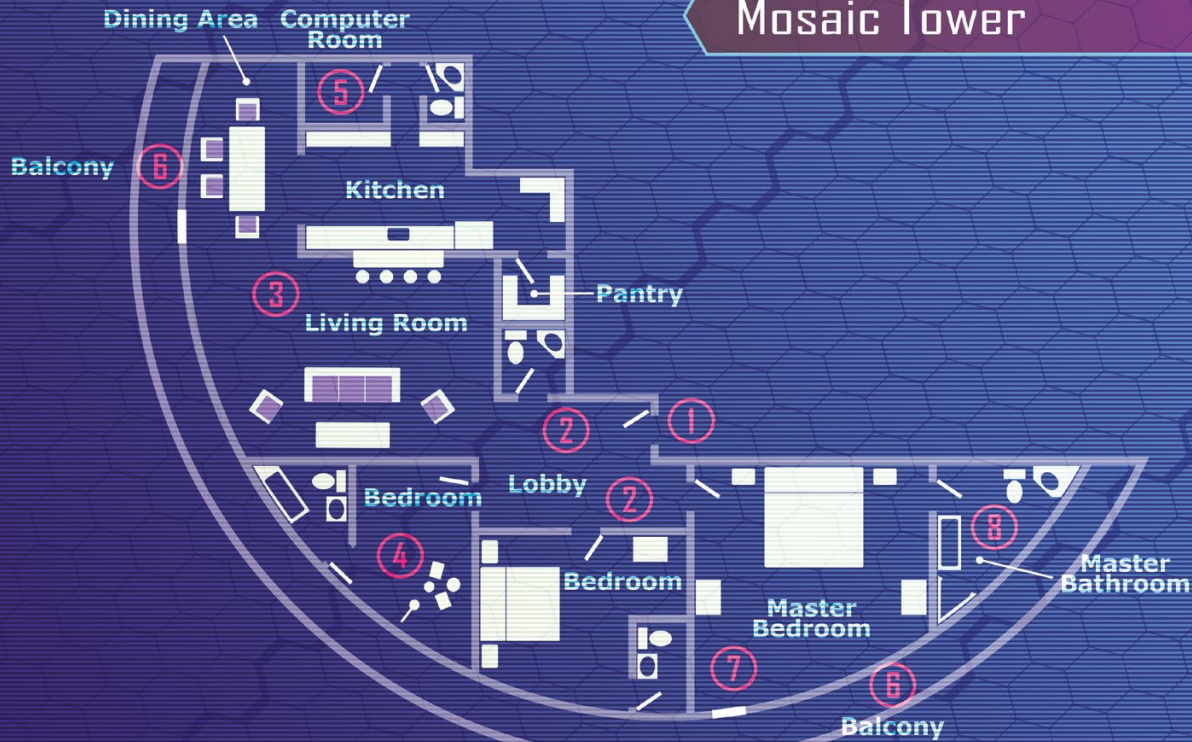 Mosaic Tower
Dining Area
Computer
Room
5
Balcony
6
Kitchen
3
Pantry
Living Room
1
2
Bedroom
Lobby
2
8
4
Bedroom
Master
Bathroom
Master
Bedroom
7
6
Balcony